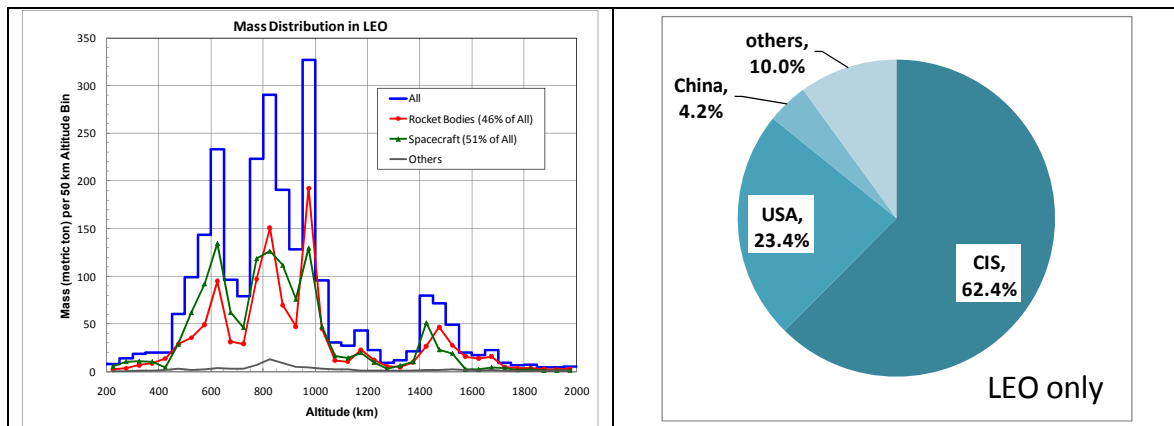 Mass Distribution in LEO
350
300
250
200
150
100
50
0
Mass (metric ton) per 50 km Altitude Bin
All
Rocket Bodies (46% of All)
Spacecraft (51% of All)
Others
200
400
600
800
1000
1200
1400
1600
1800
2000
Altitude (km)
others,
10.0%
China,
4.2%
USA,
23.4%
CIS,
62.4%
LEO only